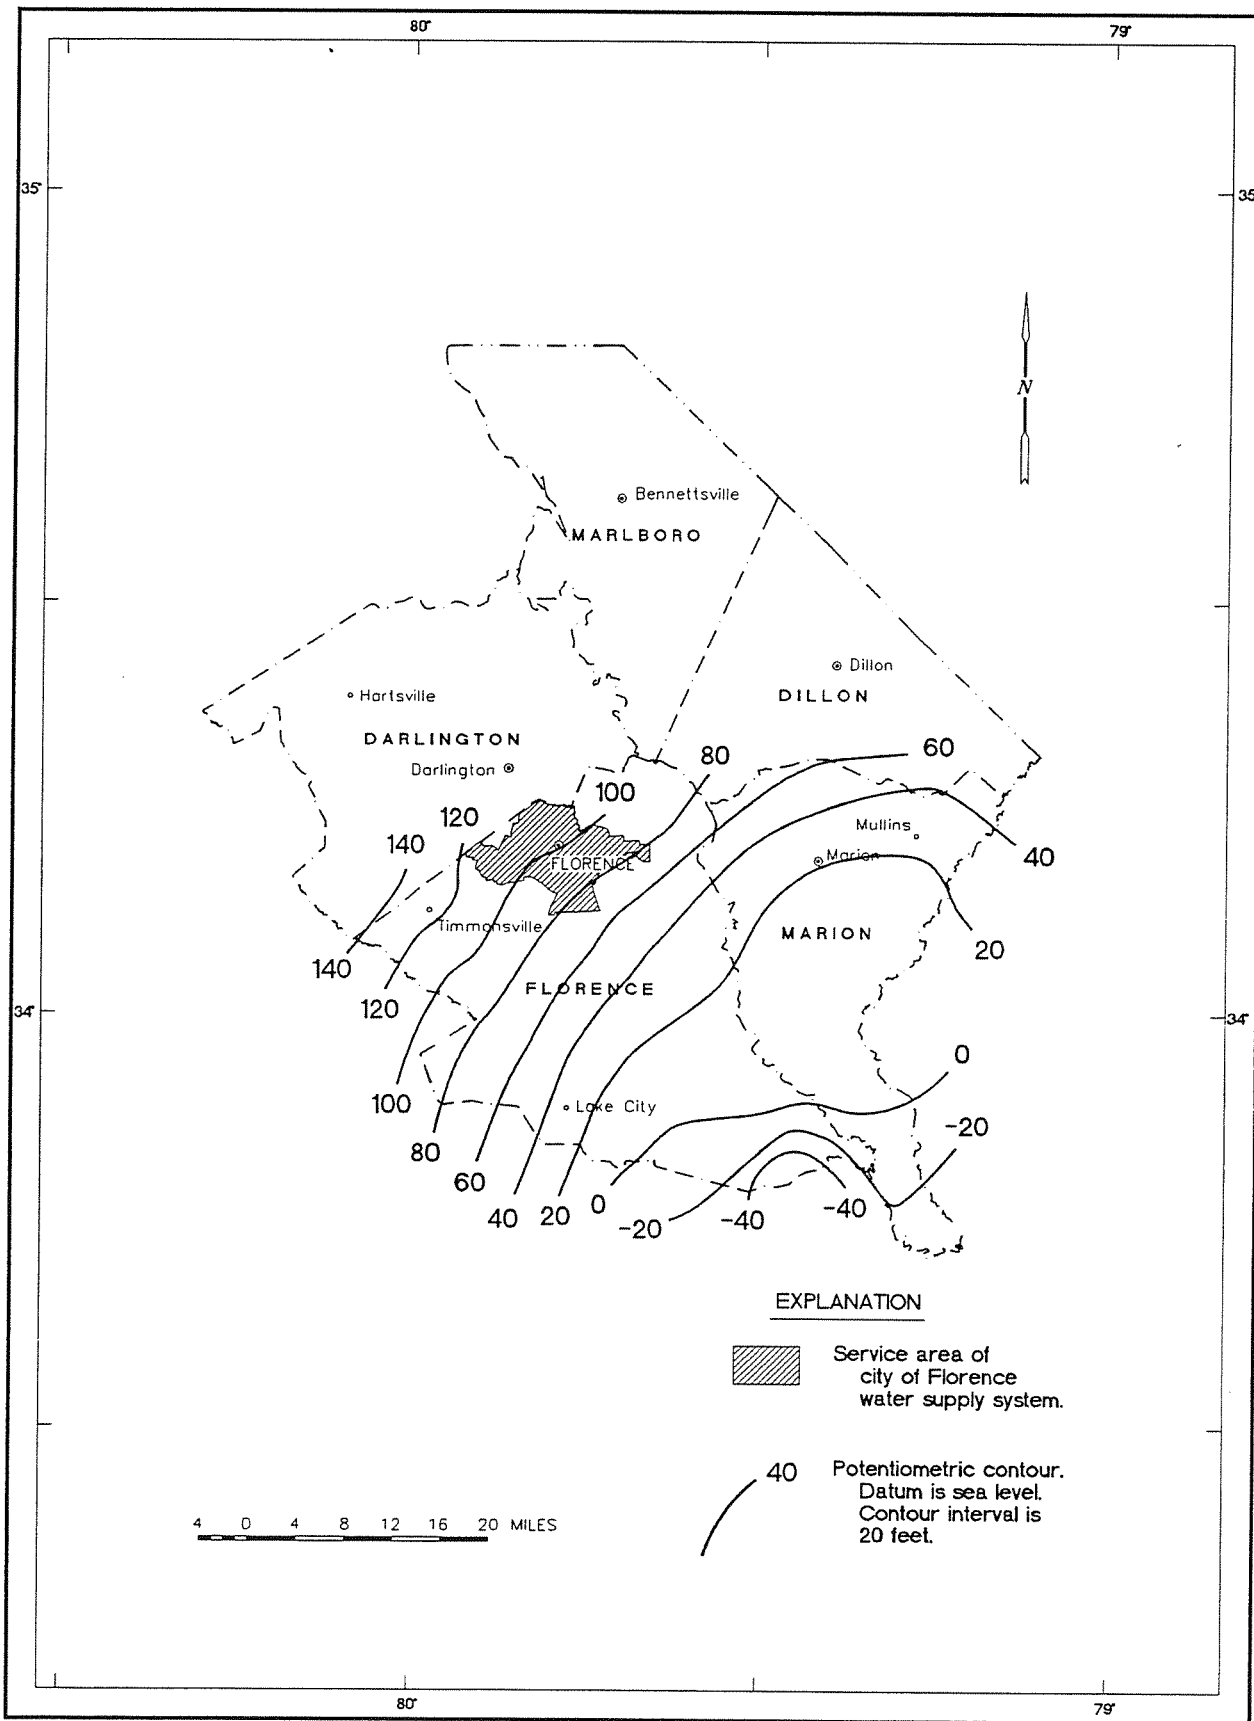 80°
79°
35°
35°
N
Bennettsville
MARLBORO
Dillon
DILLON
Hartsville
DARLINGTON
Darlington
80
60
100
120
140
Mullins
Marion
40
FLORENCE
Timmonsville
MARION
20
140
120
FLORENCE
34°
34°
0
100
Lake City
80
-20
60
40
20
0
-20
-40
-40
EXPLANATION
Service area of
city of Florence
water supply system.
40
Potentiometric contour.
Datum is sea level.
Contour interval is
20 feet.
4 0 4 8 12 16 20 MILES
80°
79°